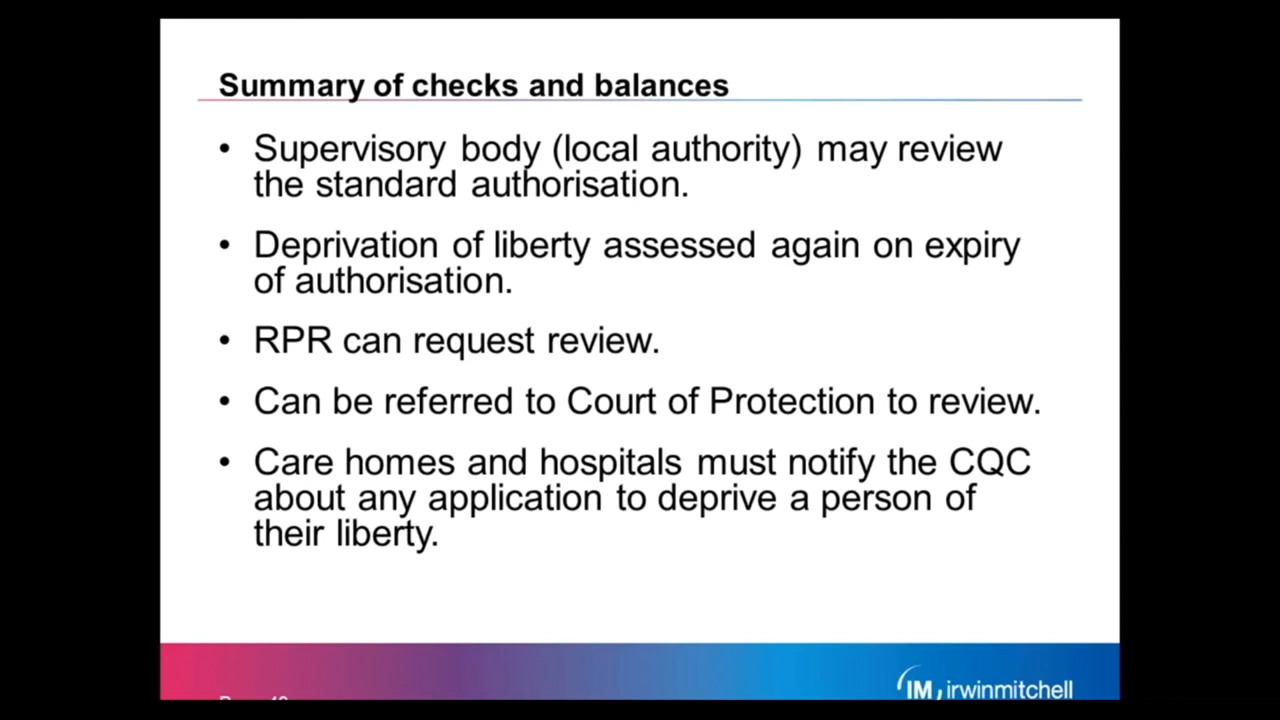 Summary of checks and balances
• Supervisory body (local authority) may review
the standard authorisation.
• Deprivation of liberty assessed again on expiry
of authorisation.
• RPR can request review.
• Can be referred to Court of Protection to review.
• Care homes and hospitals must notify the CQC
about any application to deprive a person of
their liberty.
IM irwinmitchell